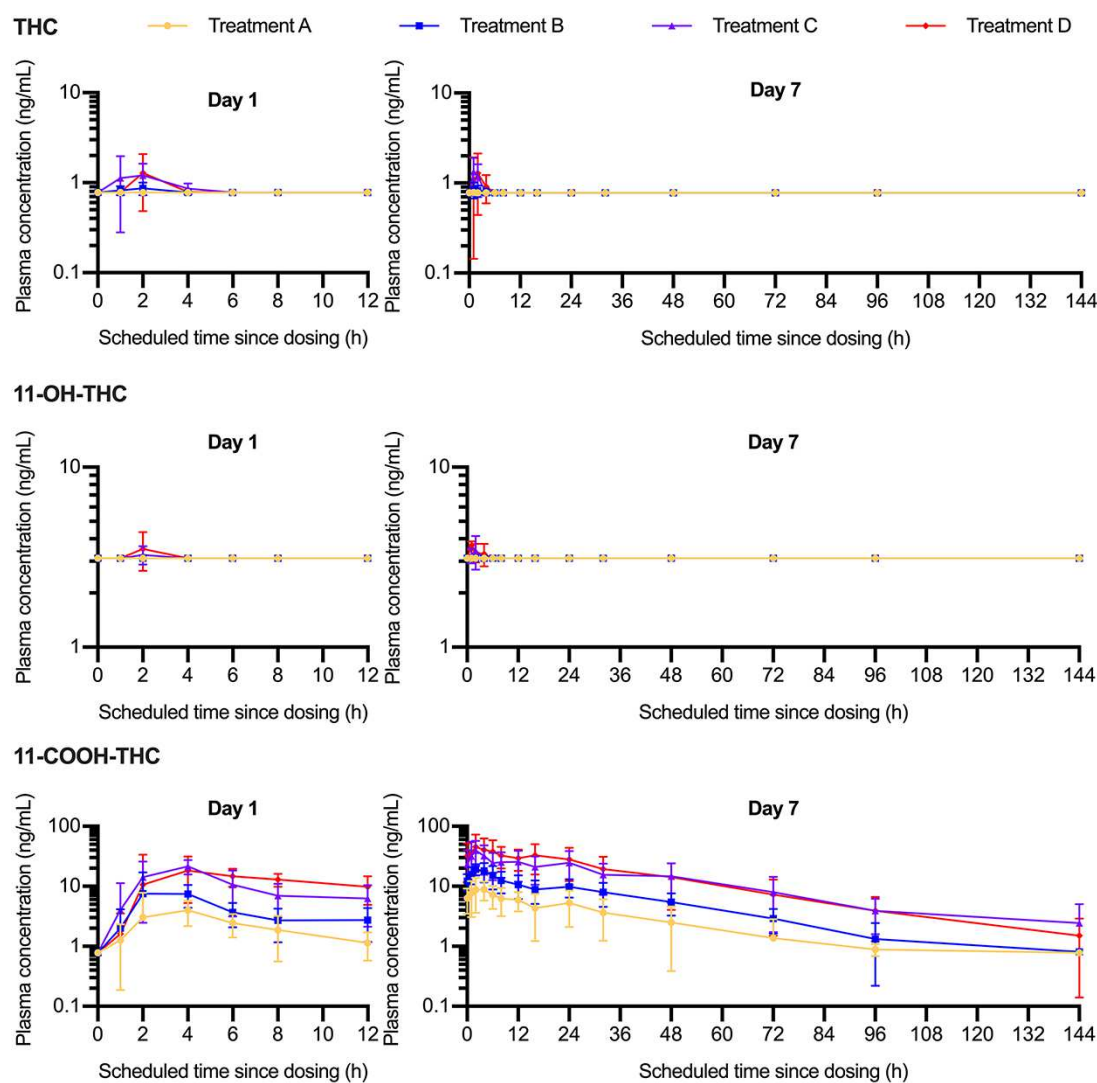 THC
Treatment A
Treatment B
Treatment C
Treatment D
Day 1
Plasma concentration (ng/mL)
10
1
0.1
0 2 4 6 8 10 12
Scheduled time since dosing (h)
Day 7
Plasma concentration (ng/mL)
10
1
0.1
0 12 24 36 48 60 72 84 96 108 120 132 144
Scheduled time since dosing (h)
11-OH-THC
Day 1
Plasma concentration (ng/mL)
10
1
0 2 4 6 8 10 12
Scheduled time since dosing (h)
Day 7
Plasma concentration (ng/mL)
10
1
0 12 24 36 48 60 72 84 96 108 120 132 144
Scheduled time since dosing (h)
11-COOH-THC
Day 1
Plasma concentration (ng/mL)
100
10
1
0.1
0 2 4 6 8 10 12
Scheduled time since dosing (h)
Day 7
Plasma concentration (ng/mL)
100
10
1
0.1
0 12 24 36 48 60 72 84 96 108 120 132 144
Scheduled time since dosing (h)